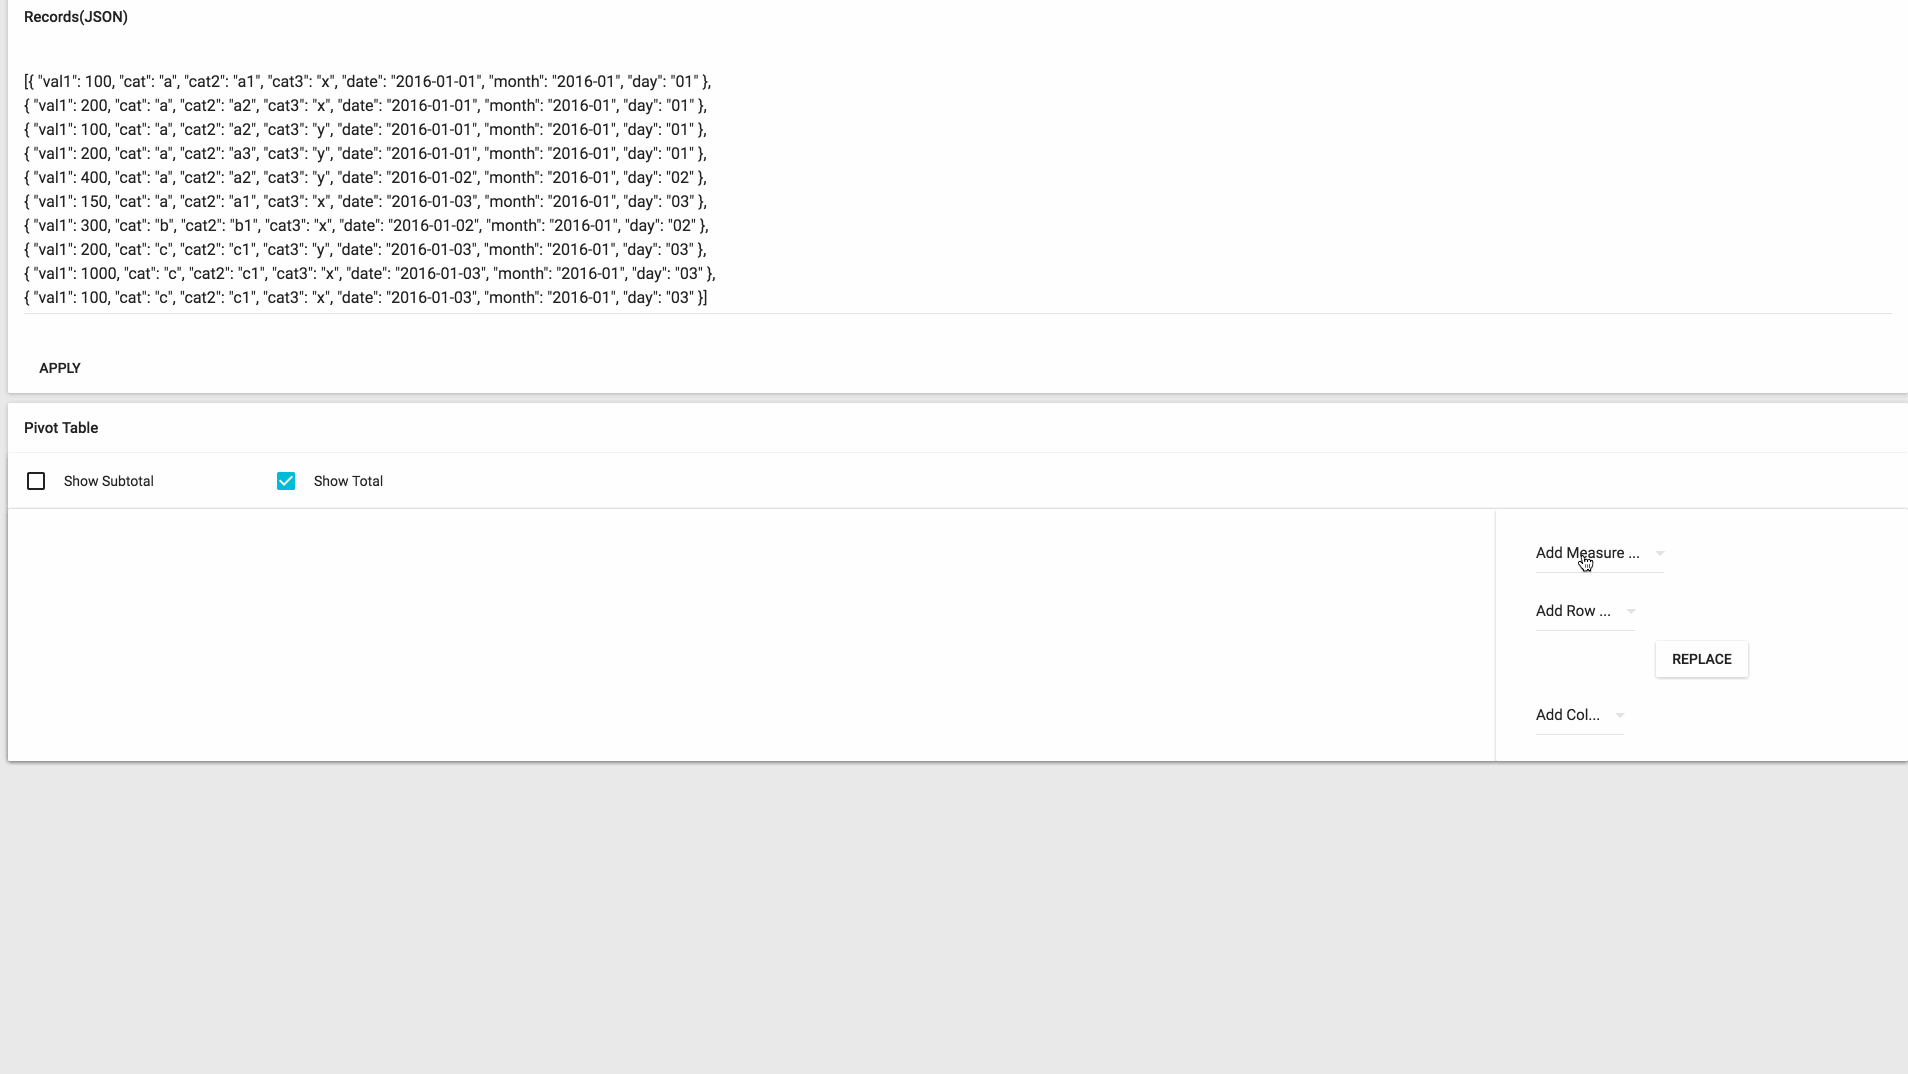 Records(JSON)
[{ "val1": 100, "cat": "a", "cat2": "a1", "cat3": "x", "date": "2016-01-01", "month": "2016-01", "day": "01" },
{ "val1": 200, "cat": "a", "cat2": "a2", "cat3": "x", "date": "2016-01-01", "month": "2016-01", "day": "01" },
{ "val1": 100, "cat": "a", "cat2": "a2", "cat3": "y", "date": "2016-01-01", "month": "2016-01", "day": "01" },
{ "val1": 200, "cat": "a", "cat2": "a3", "cat3": "y", "date": "2016-01-01", "month": "2016-01", "day": "01" },
{ "val1": 400, "cat": "a", "cat2": "a2", "cat3": "y", "date": "2016-01-02", "month": "2016-01", "day": "02" },
{ "val1": 150, "cat": "a", "cat2": "a1", "cat3": "x", "date": "2016-01-03", "month": "2016-01", "day": "03" },
{ "val1": 300, "cat": "b", "cat2": "b1", "cat3": "x", "date": "2016-01-02", "month": "2016-01", "day": "02" },
{ "val1": 200, "cat": "c", "cat2": "c1", "cat3": "y", "date": "2016-01-03", "month": "2016-01", "day": "03" },
{ "val1": 1000, "cat": "c", "cat2": "c1", "cat3": "x", "date": "2016-01-03", "month": "2016-01", "day": "03" },
{ "val1": 100, "cat": "c", "cat2": "c1", "cat3": "x", "date": "2016-01-03", "month": "2016-01", "day": "03" }]
APPLY
Pivot Table
Show Subtotal
Show Total
Add Measure ...
Add Row ...
REPLACE
Add Col...